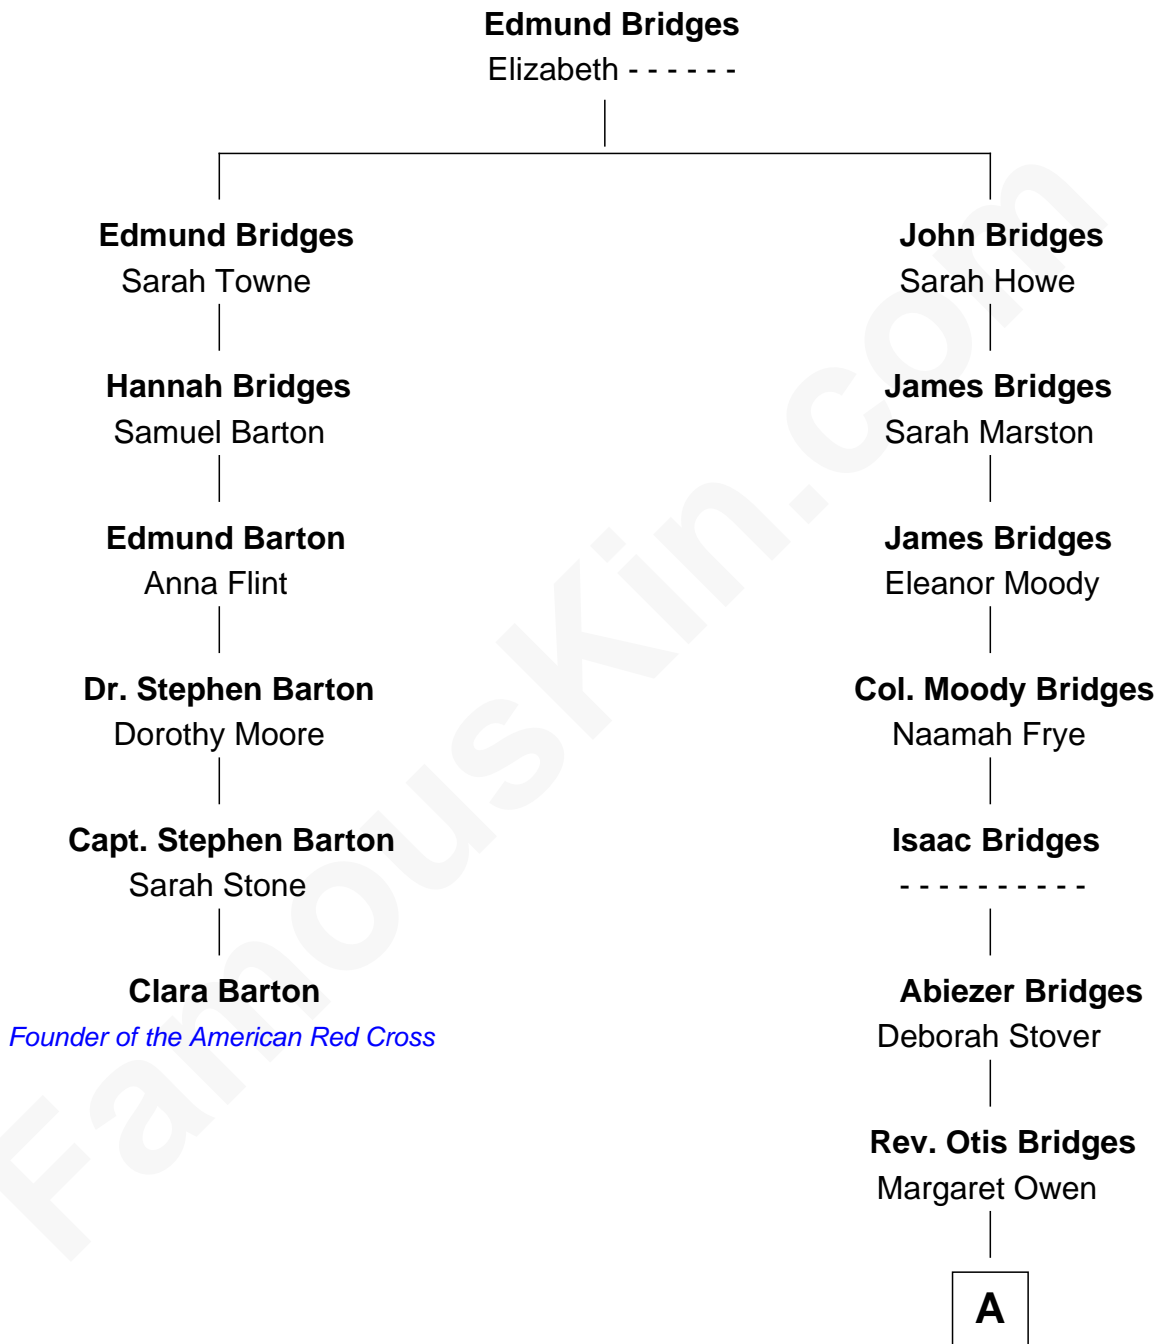 Edmund Bridges
Elizabeth - - - - - -
Edmund Bridges
Sarah Towne
John Bridges
Sarah Howe
Hannah Bridges
Samuel Barton
James Bridges
Sarah Marston
Edmund Barton
Anna Flint
James Bridges
Eleanor Moody
Dr. Stephen Barton
Dorothy Moore
Col. Moody Bridges
Naamah Frye
Capt. Stephen Barton
Sarah Stone
Isaac Bridges
- - - - - - - - - -
Clara Barton
Founder of the American Red Cross
Abiezer Bridges
Deborah Stover
Rev. Otis Bridges
Margaret Owen
A
FamousKin.com